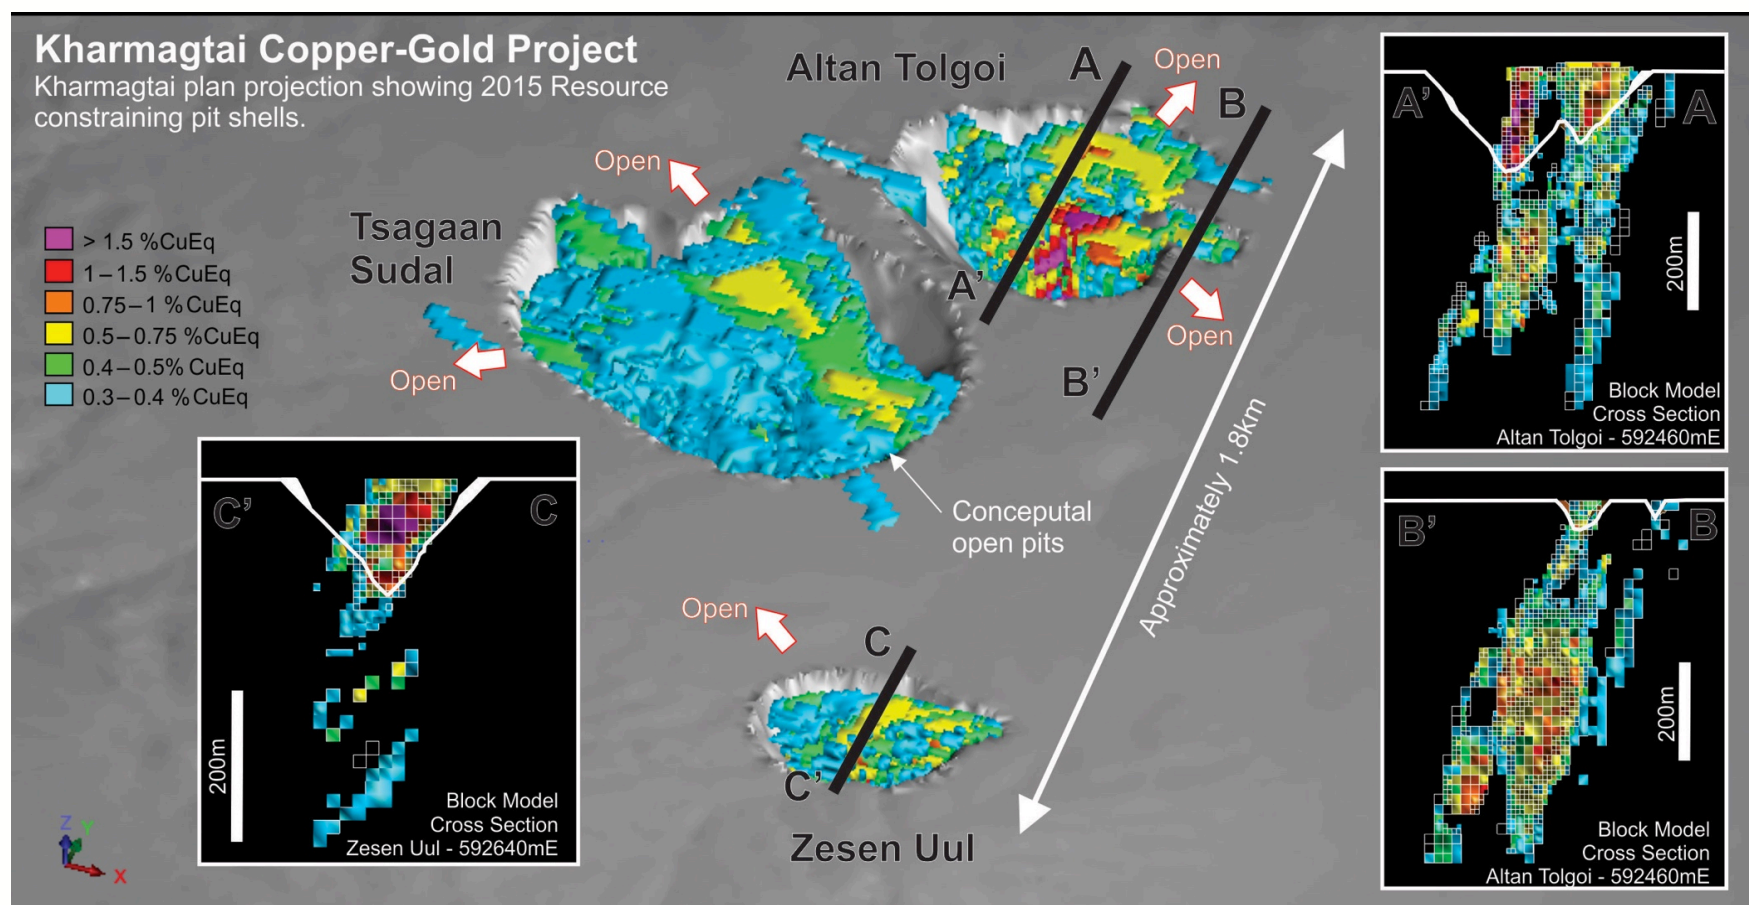 Kharmagtai Copper-Gold Project
Kharmagtai plan projection showing 2015 Resource
constraining pit shells.
> 1.5 %CuEq
1–1.5 %CuEq
0.75–1 %CuEq
0.5–0.75 %CuEq
0.4–0.5% CuEq
0.3–0.4 %CuEq
Tsagaan
Sudal
Open
Open
Altan Tolgoi
A
Open
B
A’
Open
B’
Approximately 1.8km
Conceputal
open pits
Open
C
C’
Zesen Uul
C’
C
200m
Block Model
Cross Section
Zesen Uul - 592640mE
Z
Y
X
A’
A
200m
Block Model
Cross Section
Altan Tolgoi - 592460mE
B’
B
200m
Block Model
Cross Section
Altan Tolgoi - 592460mE